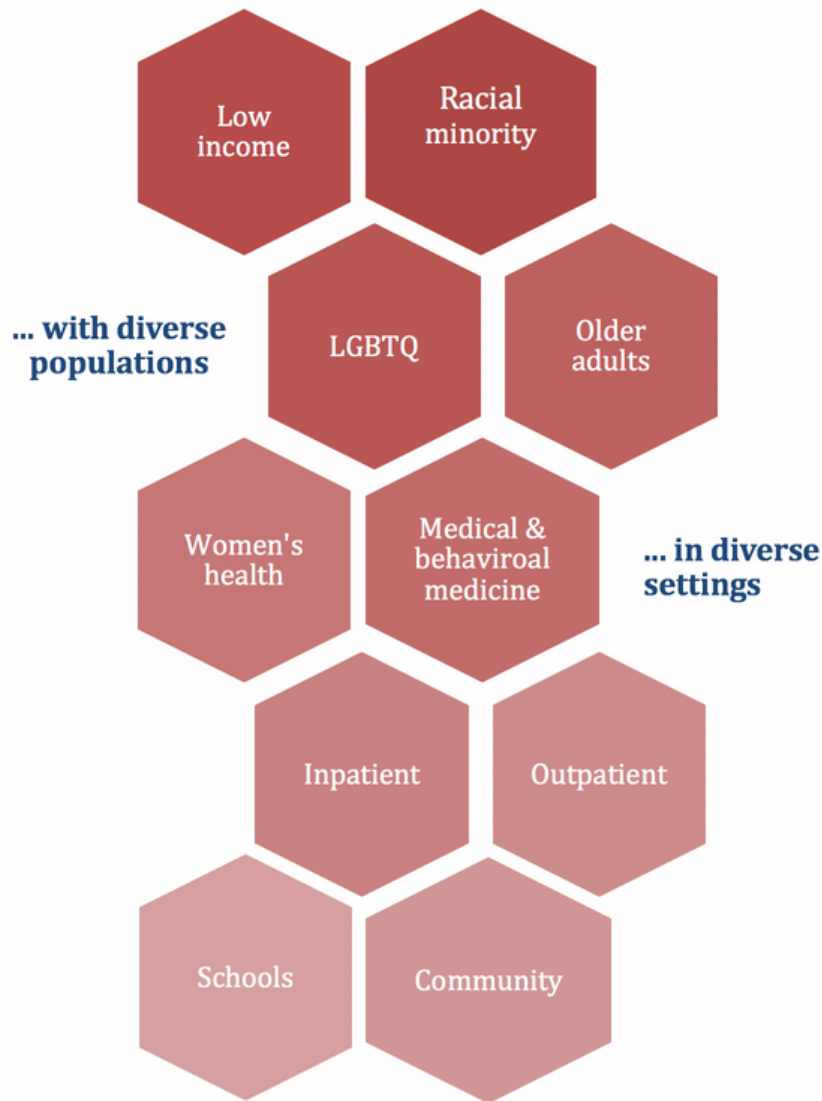 Low
income
Racial
minority
... with diverse
populations
LGBTQ
Older
adults
Women's
health
Medical &
behaviroal
medicine
... in diverse
settings
Inpatient
Outpatient
Schools
Community